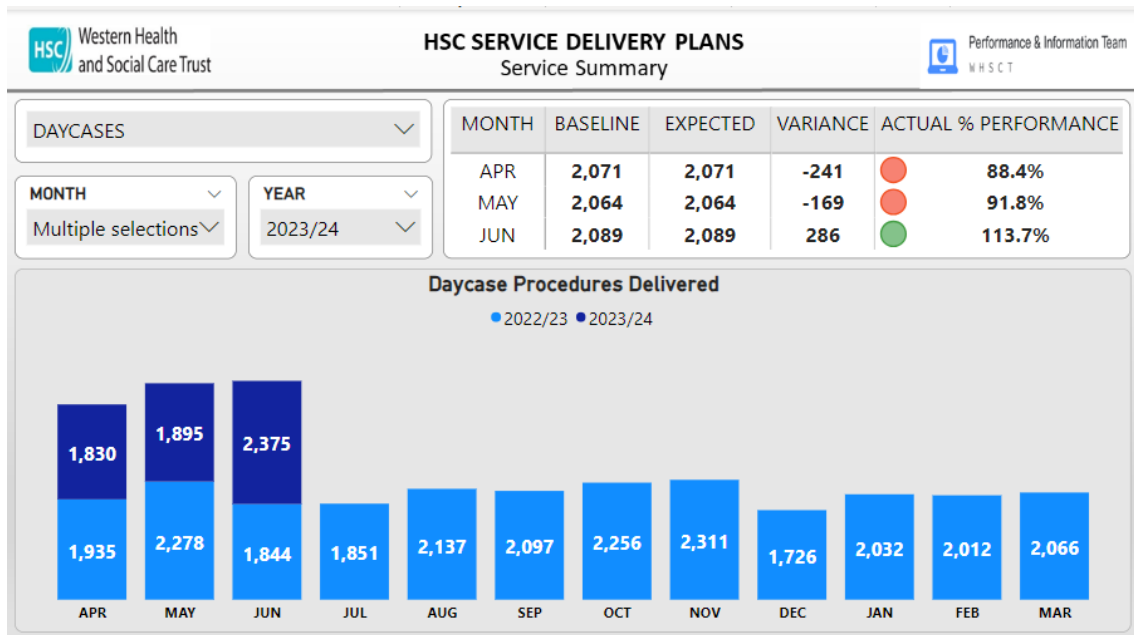 HSC
Western Health
and Social Care Trust
HSC SERVICE DELIVERY PLANS
Service Summary
Performance & Information Team
WHSCT
DAYCASES
MONTH
Multiple selections
YEAR
2023/24
MONTH BASELINE EXPECTED VARIANCE ACTUAL % PERFORMANCE
APR 2,071 2,071 -241 88.4%
MAY 2,064 2,064 -169 91.8%
JUN 2,089 2,089 286 113.7%
Daycase Procedures Delivered
2022/23 2023/24
1,830 1,895 2,375
1,935 2,278 1,844 1,851 2,137 2,097 2,256 2,311 1,726 2,032 2,012 2,066
APR MAY JUN JUL AUG SEP OCT NOV DEC JAN FEB MAR